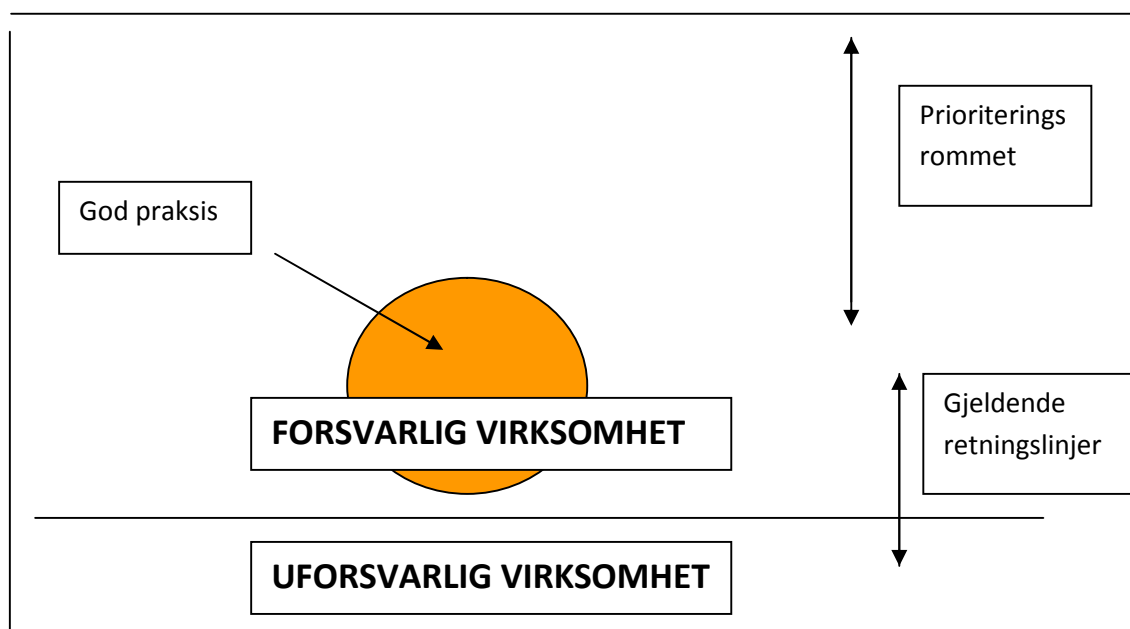 Prioriterings
rommet
God praksis
Gjeldende
retningslinjer
FORSVARLIG VIRKSOMHET
UFORSVARLIG VIRKSOMHET